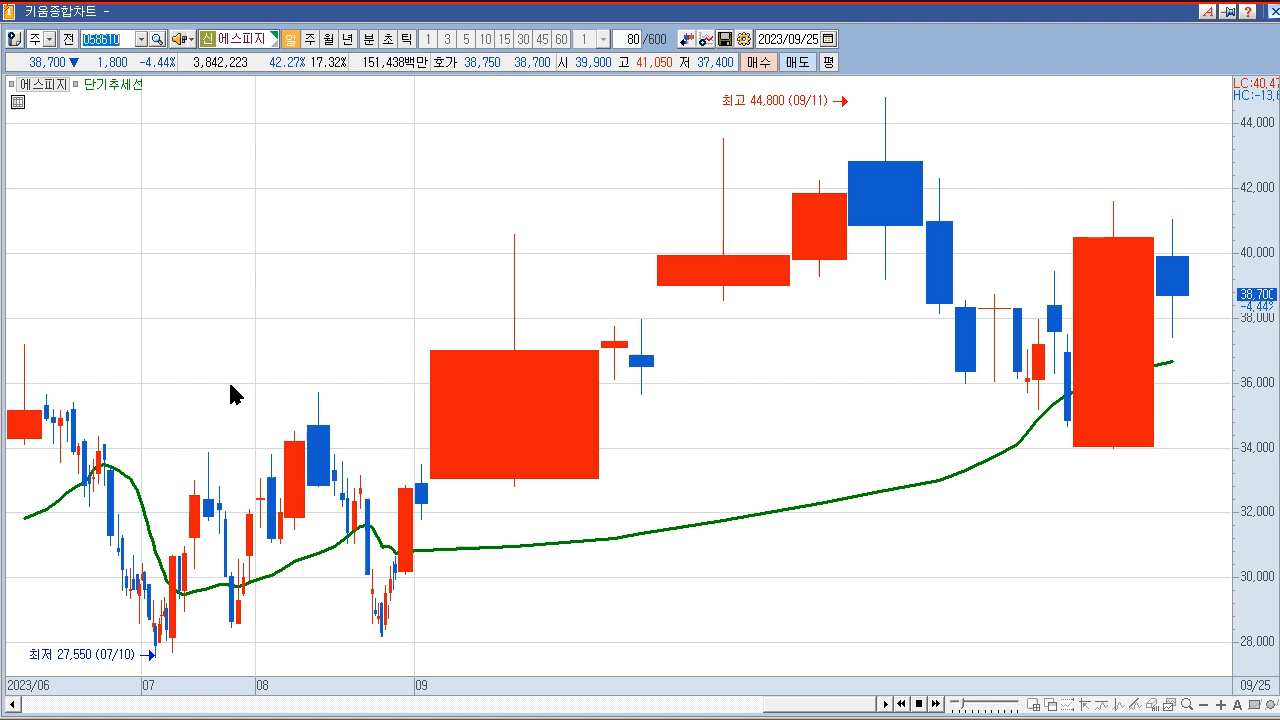 키움종합차트 -
주 전 058610 신 에스피지 일 주 월 년 분 초 틱 1 3 5 10 15 30 45 60 1 80 /600 2023/09/25
38,700 ▼ 1,800 -4.44% 3,842,223 42.27% 17.32% 151,438백만 호가 38,750 38,700 시 39,900 고 41,050 저 37,400 매수 매도 평
에스피지 단기추세선
LC:40.47
최고 44,800 (09/11)
44,000
42,000
40,000
38,700
-4.44%
38,000
36,000
34,000
32,000
30,000
28,000
최저 27,550 (07/10)
2023/06 07 08 09 09/25